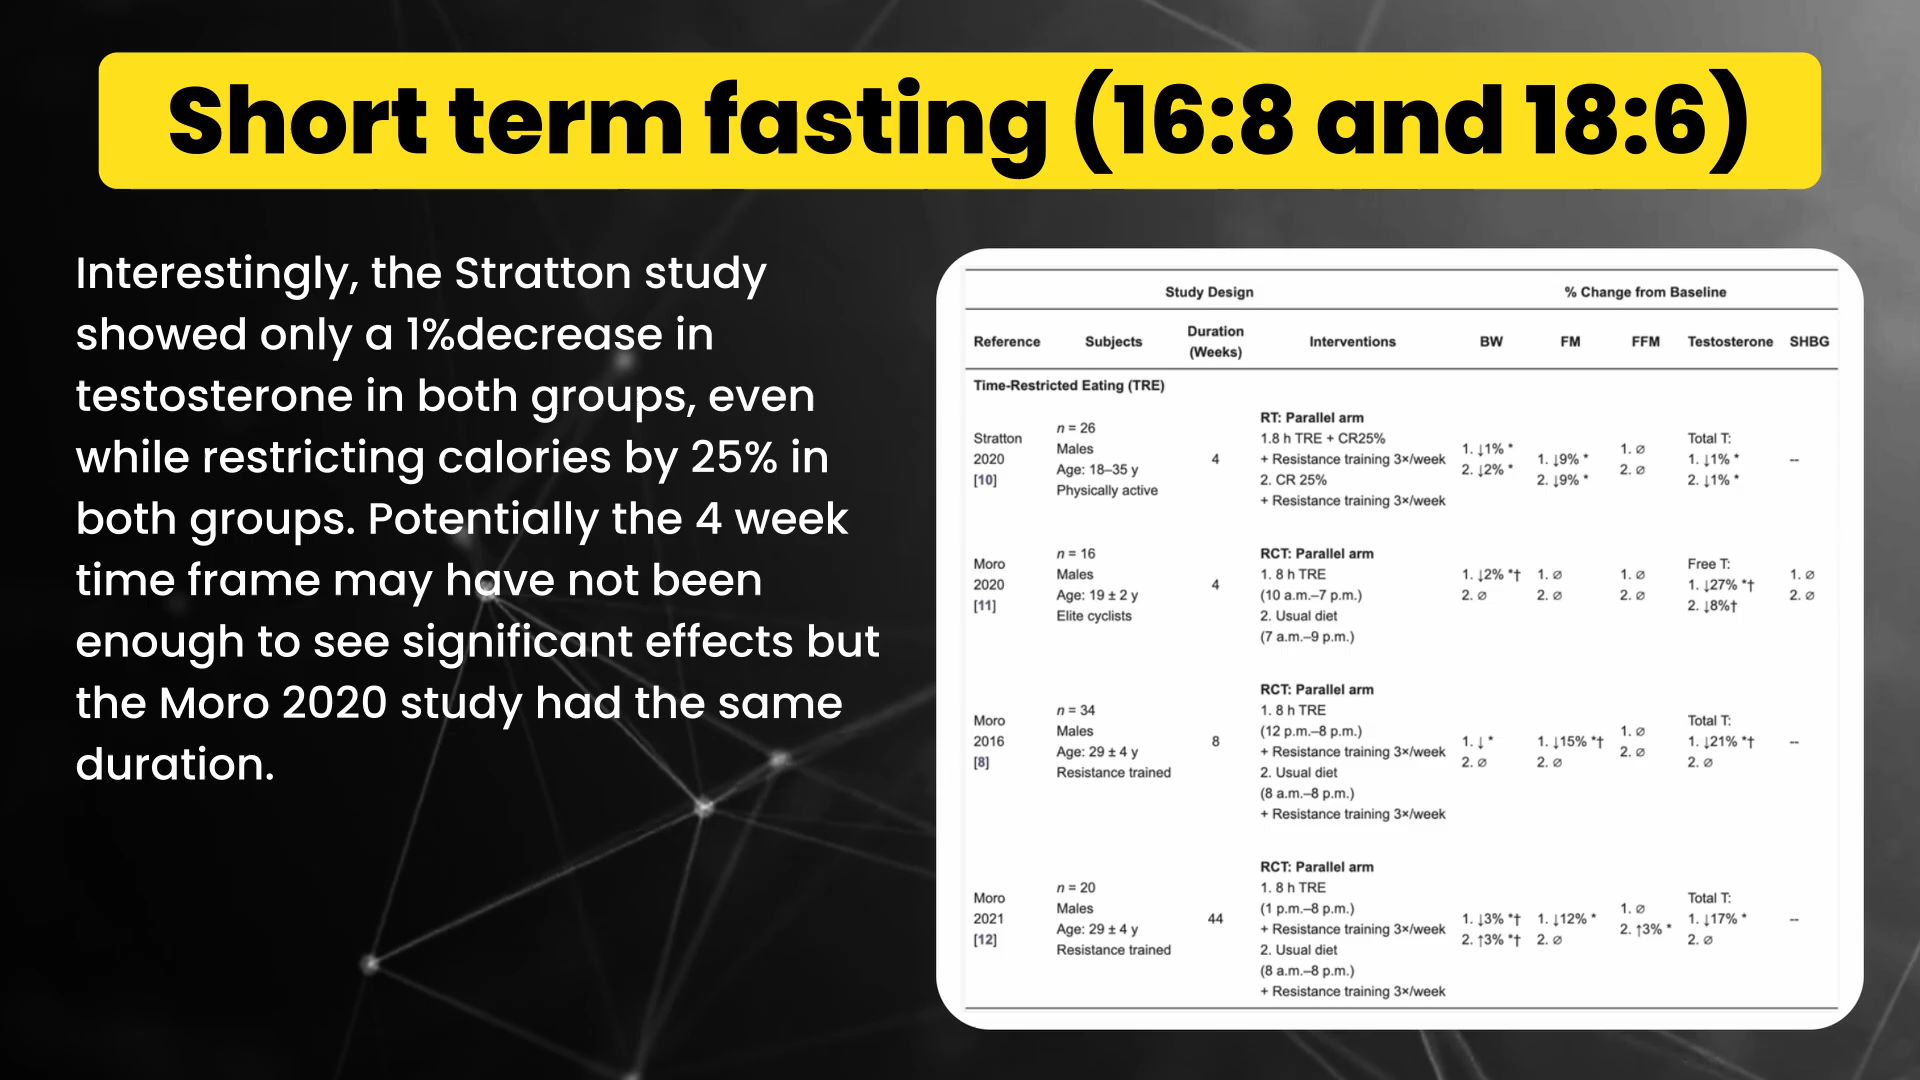 Short term fasting (16:8 and 18:6)
Interestingly, the Stratton study
showed only a 1%decrease in
testosterone in both groups, even
while restricting calories by 25% in
both groups. Potentially the 4 week
time frame may have not been
enough to see significant effects but
the Moro 2020 study had the same
duration.
Study Design % Change from Baseline
Reference Subjects Duration (Weeks) Interventions BW FM FFM Testosterone SHBG
Time-Restricted Eating (TRE)
Stratton 2020 [10]
n = 26
Males
Age: 18–35 y
Physically active
4
RT: Parallel arm
1.8 h TRE + CR25%
+ Resistance training 3×/week
2. CR 25%
+ Resistance training 3×/week
1. ↓1% *
2. ↓2% *
1. ↓9% *
2. ↓9% *
1. ∅
2. ∅
Total T:
1. ↓1% *
2. ↓1% *
--
Moro 2020 [11]
n = 16
Males
Age: 19 ± 2 y
Elite cyclists
4
RCT: Parallel arm
1. 8 h TRE
(10 a.m.–7 p.m.)
2. Usual diet
(7 a.m.–9 p.m.)
1. ↓2% *†
2. ∅
1. ∅
2. ∅
1. ∅
2. ∅
Free T:
1. ↓27% *†
2. ↓8%†
1. ∅
2. ∅
Moro 2016 [8]
n = 34
Males
Age: 29 ± 4 y
Resistance trained
8
RCT: Parallel arm
1. 8 h TRE
(12 p.m.–8 p.m.)
+ Resistance training 3×/week
2. Usual diet
(8 a.m.–8 p.m.)
+ Resistance training 3×/week
1. ↓ *
2. ∅
1. ↓15% *†
2. ∅
1. ∅
2. ∅
Total T:
1. ↓21% *†
2. ∅
--
Moro 2021 [12]
n = 20
Males
Age: 29 ± 4 y
Resistance trained
44
RCT: Parallel arm
1. 8 h TRE
(1 p.m.–8 p.m.)
+ Resistance training 3×/week
2. Usual diet
(8 a.m.–8 p.m.)
+ Resistance training 3×/week
1. ↓3% *†
2. ↑3% *†
1. ↓12% *
2. ∅
1. ∅
2. ↑3% *
Total T:
1. ↓17% *
2. ∅
--